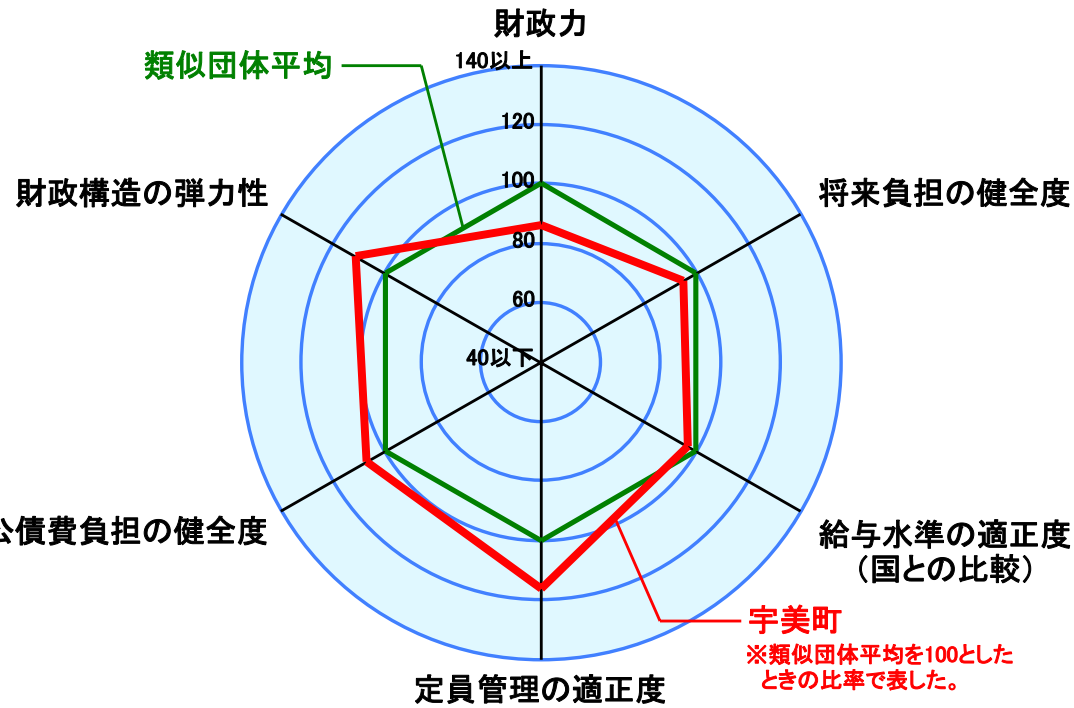 財政力
類似団体平均
140以上
120
財政構造の弾力性
100
将来負担の健全度
80
60
40以下
公債費負担の健全度
給与水準の適正度
（国との比較）
宇美町
※類似団体平均を100とした
ときの比率で表した。
定員管理の適正度